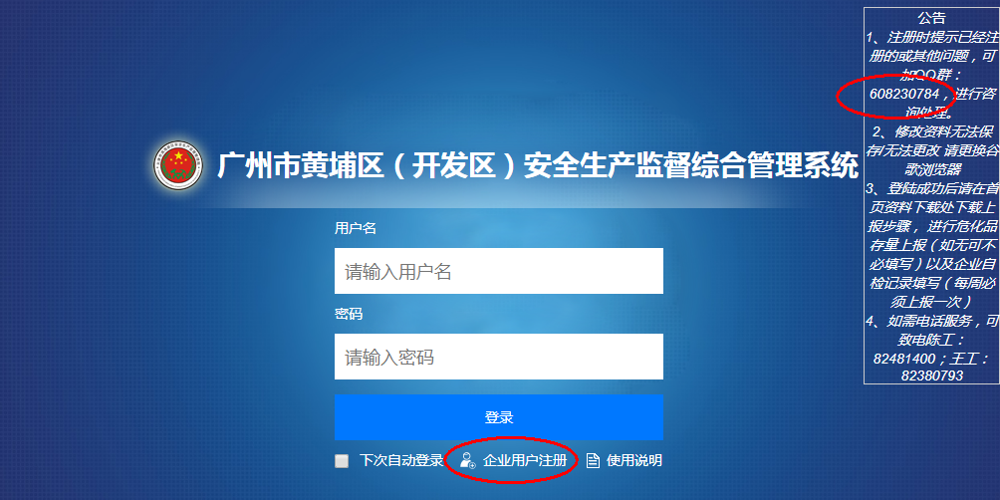 公告
1、注册时提示已经注
册的或其他问题，可
加QQ群：
608230784，进行咨
询处理。
2、修改资料无法保
存/无法更改 请更换谷
歌浏览器
3、登陆成功后请在首
页资料下载处下载上
报步骤， 进行危化品
存量上报（如无可不
必填写）以及企业自
检记录填写（每周必
须上报一次）
4、如需电话服务，可
致电陈工：
82481400；王工：
82380793
广州市黄埔区（开发区）安全生产监督综合管理系统
用户名
请输入用户名
密码
请输入密码
登录
下次自动登录 企业用户注册 使用说明